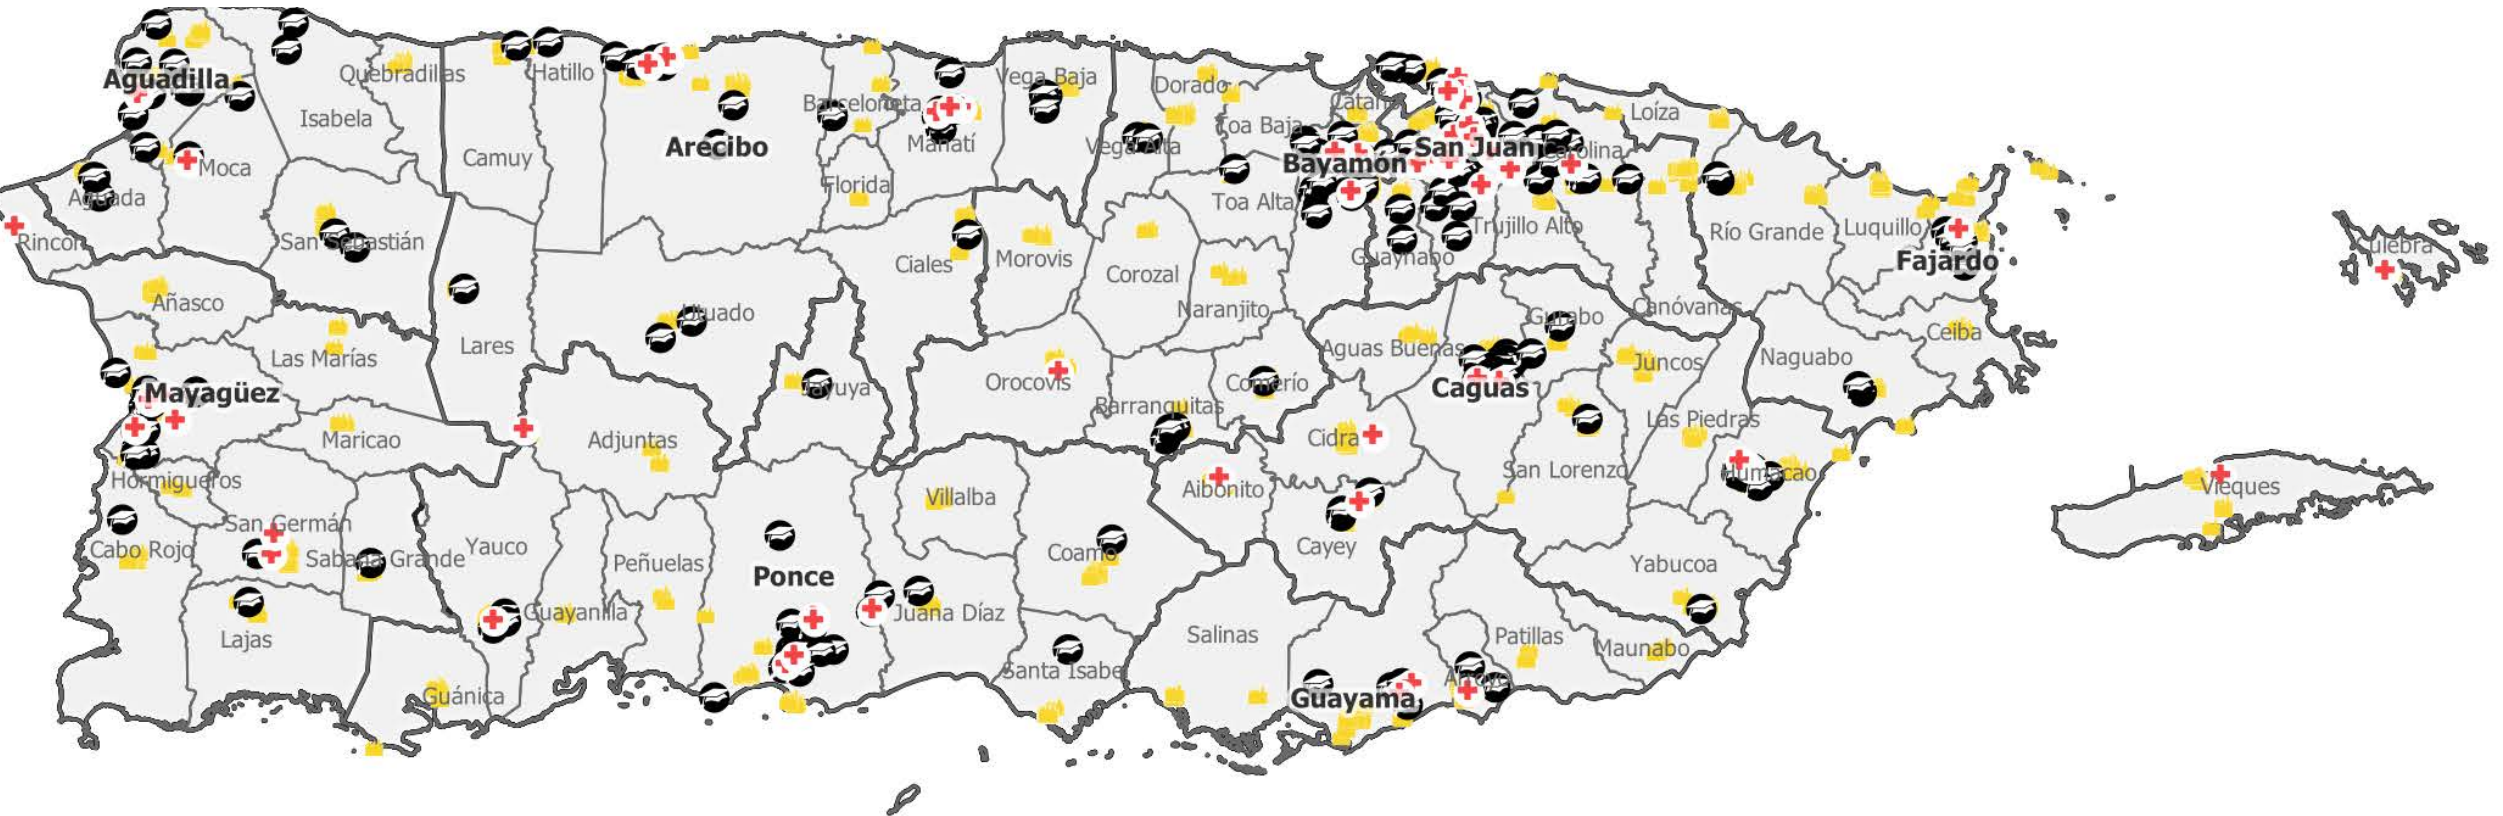 Aguadilla
Quebradillas
Isabela
Hatillo
Camuy
Moca
Aguada
Rincón
San Sebastián
Arecibo
Barceloneta
Florida
Manatí
Vega Baja
Vega Alta
Dorado
Toa Baja
Toa Alta
Cataño
Bayamón
San Juan
Carolina
Loíza
Trujillo Alto
Guaynabo
Río Grande
Luquillo
Fajardo
Culebra
Ceiba
Canóvanas
Ciales
Morovis
Corozal
Naranjito
Añasco
Las Marías
Lares
Utuado
Jayuya
Orocovis
Barranquitas
Comerío
Aguas Buenas
Gurabo
Caguas
Juncos
Naguabo
Las Piedras
Mayagüez
Maricao
Adjuntas
Hormigueros
Villalba
Aibonito
Cidra
San Lorenzo
Humacao
Vieques
San Germán
Cabo Rojo
Sabana Grande
Yauco
Peñuelas
Ponce
Coamo
Cayey
Yabucoa
Lajas
Guayanilla
Juana Díaz
Santa Isabe
Salinas
Patillas
Maunabo
Guánica
Guayama
Arroyo